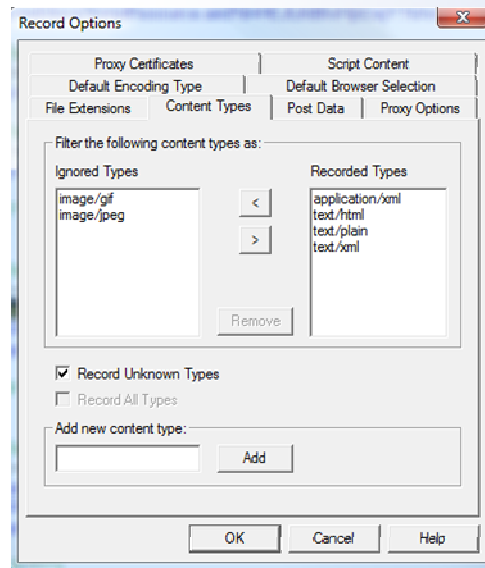 Record Options
Proxy Certificates Script Content
Default Encoding Type Default Browser Selection
File Extensions Content Types Post Data Proxy Options
Filter the following content types as:
Ignored Types Recorded Types
image/gif
image/jpeg
<
>
application/xml
text/html
text/plain
text/xml
Remove
Record Unknown Types
Record All Types
Add new content type:
Add
OK Cancel Help